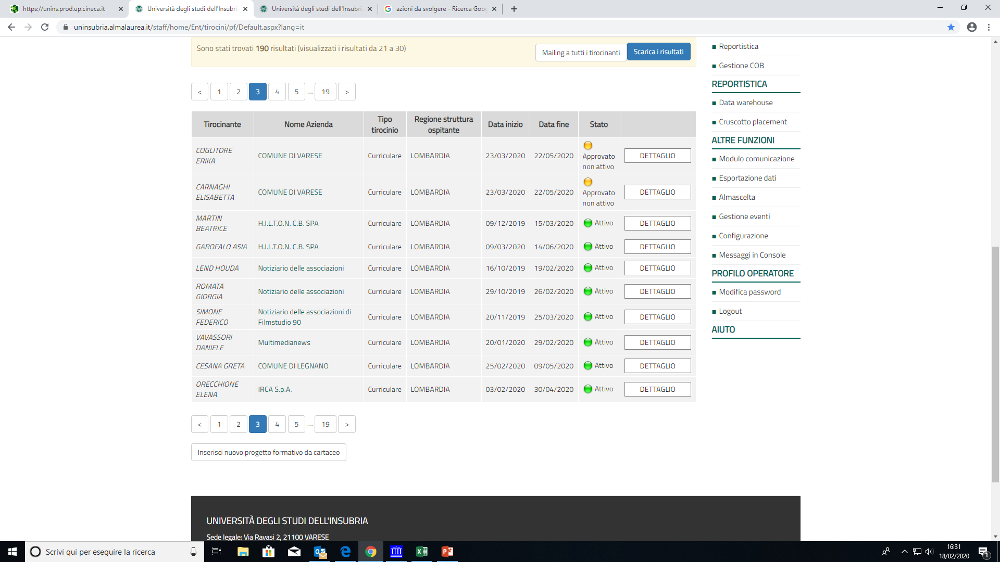 https://unins.prod.up.cineca.it
Università degli studi dell'Insubri
Università degli studi dell'Insubri
azioni da svolgere - Ricerca Goo
uninsubria.almalaurea.it/staff/home/Ent/tirocini/pf/Default.aspx?lang=it
Sono stati trovati 190 risultati (visualizzati i risultati da 21 a 30)
Mailing a tutti i tirocinanti
Scarica i risultati
< 1 2 3 4 5 ... 19 >
Tirocinante Nome Azienda Tipo tirocinio Regione struttura ospitante Data inizio Data fine Stato
COGLITORE ERIKA COMUNE DI VARESE Curriculare LOMBARDIA 23/03/2020 22/05/2020 Approvato non attivo DETTAGLIO
CARNAGHI ELISABETTA COMUNE DI VARESE Curriculare LOMBARDIA 23/03/2020 22/05/2020 Approvato non attivo DETTAGLIO
MARTIN BEATRICE H.I.L.T.O.N. C.B. SPA Curriculare LOMBARDIA 09/12/2019 15/03/2020 Attivo DETTAGLIO
GAROFALO ASIA H.I.L.T.O.N. C.B. SPA Curriculare LOMBARDIA 09/03/2020 14/06/2020 Attivo DETTAGLIO
LEND HOUDA Notiziario delle associazioni Curriculare LOMBARDIA 16/10/2019 19/02/2020 Attivo DETTAGLIO
ROMATA GIORGIA Notiziario delle associazioni Curriculare LOMBARDIA 29/10/2019 26/02/2020 Attivo DETTAGLIO
SIMONE FEDERICO Notiziario delle associazioni di Filmstudio 90 Curriculare LOMBARDIA 20/11/2019 25/03/2020 Attivo DETTAGLIO
VAVASSORI DANIELE Multimedianews Curriculare LOMBARDIA 20/01/2020 29/02/2020 Attivo DETTAGLIO
CESANA GRETA COMUNE DI LEGNANO Curriculare LOMBARDIA 25/02/2020 09/05/2020 Attivo DETTAGLIO
ORECCHIONE ELENA IRCA S.p.A. Curriculare LOMBARDIA 03/02/2020 30/04/2020 Attivo DETTAGLIO
< 1 2 3 4 5 ... 19 >
Inserisci nuovo progetto formativo da cartaceo
Reportistica
Gestione COB
REPORTISTICA
Data warehouse
Cruscotto placement
ALTRE FUNZIONI
Modulo comunicazione
Esportazione dati
Almascelta
Gestione eventi
Configurazione
Messaggi in Console
PROFILO OPERATORE
Modifica password
Logout
AIUTO
UNIVERSITÀ DEGLI STUDI DELL'INSUBRIA
Sede legale: Via Ravasi 2, 21100 VARESE
Scrivi qui per eseguire la ricerca
16:31
18/02/2020
1